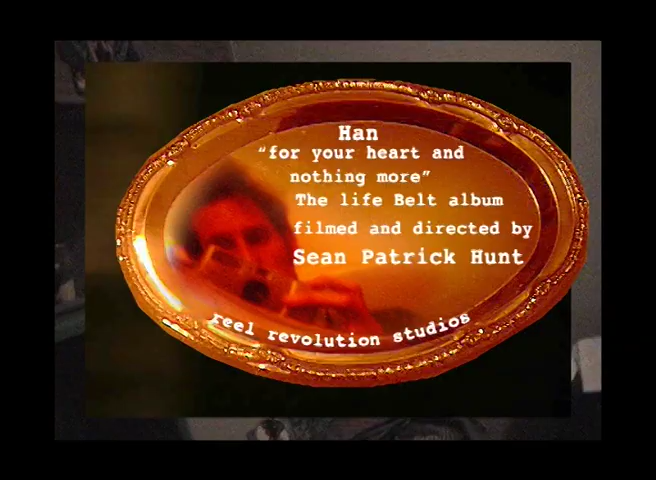 Han
"for your heart and
nothing more"
The life Belt album
filmed and directed by
Sean Patrick Hunt
reel revolution studios